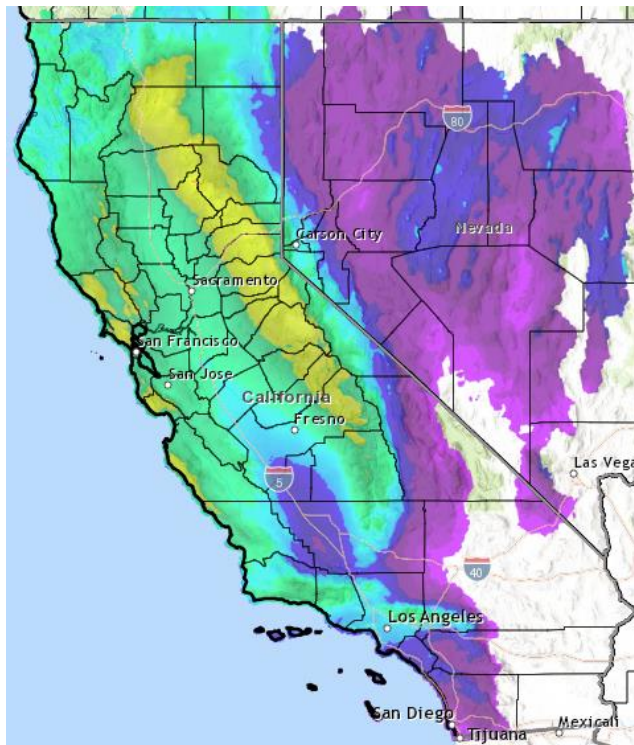 80
Nevada
Carson City
Sacramento
San Francisco
San Jose
California
Fresno
5
Las Vega
40
Los Angeles
San Diego
Mexicali
Tijuana